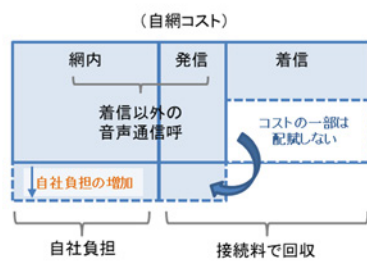 (自網コスト)
網内
発信
着信
着信以外の
音声通信呼
コストの一部は
配賦しない
自社負担の増加
自社負担
接続料で回収